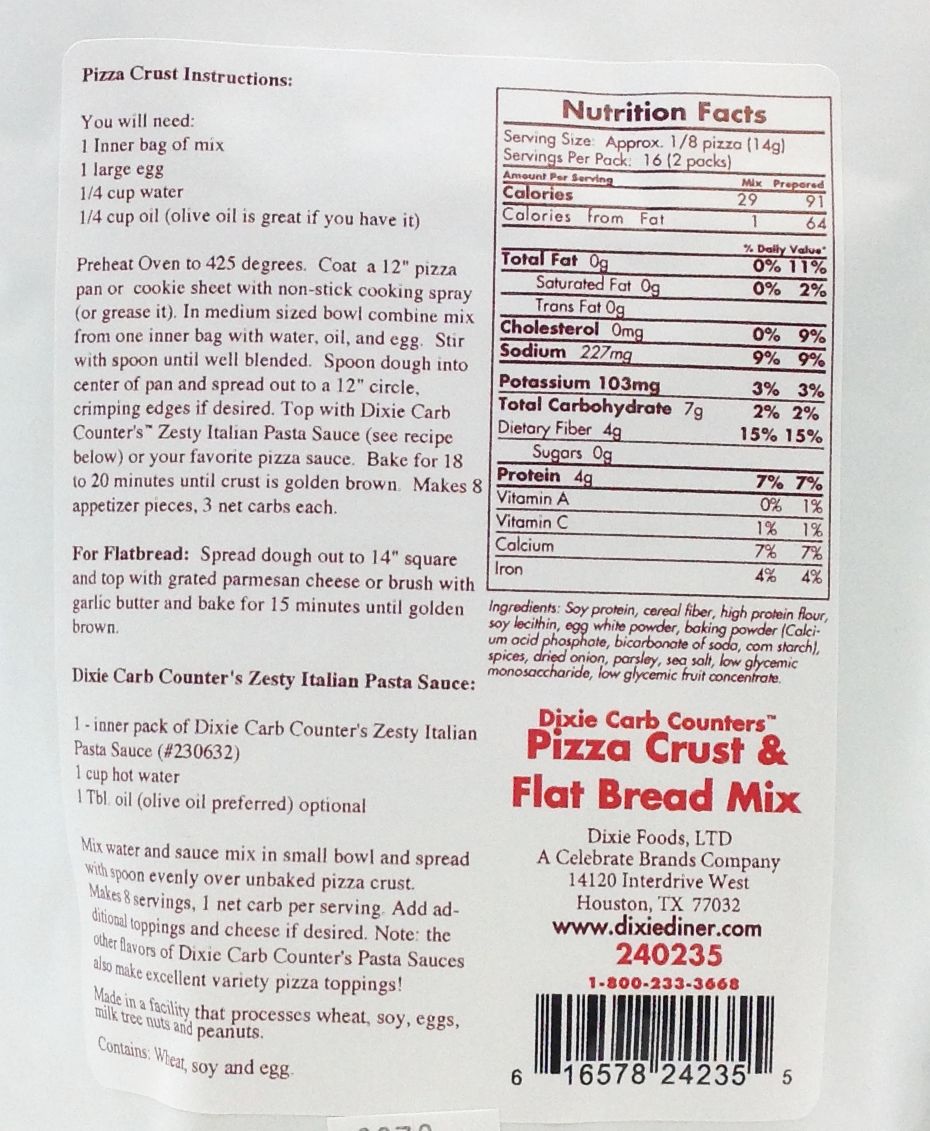 Pizza Crust Instructions:
You will need:
1 Inner bag of mix
1 large egg
1/4 cup water
1/4 cup oil (olive oil is great if you have it)
Preheat Oven to 425 degrees. Coat a 12" pizza
pan or cookie sheet with non-stick cooking spray
(or grease it). In medium sized bowl combine mix
from one inner bag with water, oil, and egg. Stir
with spoon until well blended. Spoon dough into
center of pan and spread out to a 12" circle,
crimping edges if desired. Top with Dixie Carb
Counter's™ Zesty Italian Pasta Sauce (see recipe
below) or your favorite pizza sauce. Bake for 18
to 20 minutes until crust is golden brown. Makes 8
appetizer pieces, 3 net carbs each.
For Flatbread: Spread dough out to 14" square
and top with grated parmesan cheese or brush with
garlic butter and bake for 15 minutes until golden
brown.
Dixie Carb Counter's Zesty Italian Pasta Sauce:
1 - inner pack of Dixie Carb Counter's Zesty Italian
Pasta Sauce (#230632)
1 cup hot water
1 Tbl. oil (olive oil preferred) optional
Mix water and sauce mix in small bowl and spread
with spoon evenly over unbaked pizza crust.
Makes 8 servings, 1 net carb per serving. Add ad-
ditional toppings and cheese if desired. Note: the
other flavors of Dixie Carb Counter's Pasta Sauces
also make excellent variety pizza toppings!
Made in a facility that processes wheat, soy, eggs,
milk tree nuts and peanuts.
Contains: Wheat, soy and egg.
Nutrition Facts
Serving Size: Approx. 1/8 pizza (14g)
Servings Per Pack: 16 (2 packs)
Amount Per Serving Mix Prepared
Calories 29 91
Calories from Fat 1 64
% Daily Value*
Total Fat 0g 0% 11%
Saturated Fat 0g 0% 2%
Trans Fat 0g
Cholesterol 0mg 0% 9%
Sodium 227mg 9% 9%
Potassium 103mg 3% 3%
Total Carbohydrate 7g 2% 2%
Dietary Fiber 4g 15% 15%
Sugars 0g
Protein 4g 7% 7%
Vitamin A 0% 1%
Vitamin C 1% 1%
Calcium 7% 7%
Iron 4% 4%
Ingredients: Soy protein, cereal fiber, high protein flour,
soy lecithin, egg white powder, baking powder (Calci-
um acid phosphate, bicarbonate of soda, corn starch),
spices, dried onion, parsley, sea salt, low glycemic
monosaccharide, low glycemic fruit concentrate.
Dixie Carb Counters™
Pizza Crust &
Flat Bread Mix
Dixie Foods, LTD
A Celebrate Brands Company
14120 Interdrive West
Houston, TX 77032
www.dixiediner.com
240235
1-800-233-3668
6 16578 24235 5